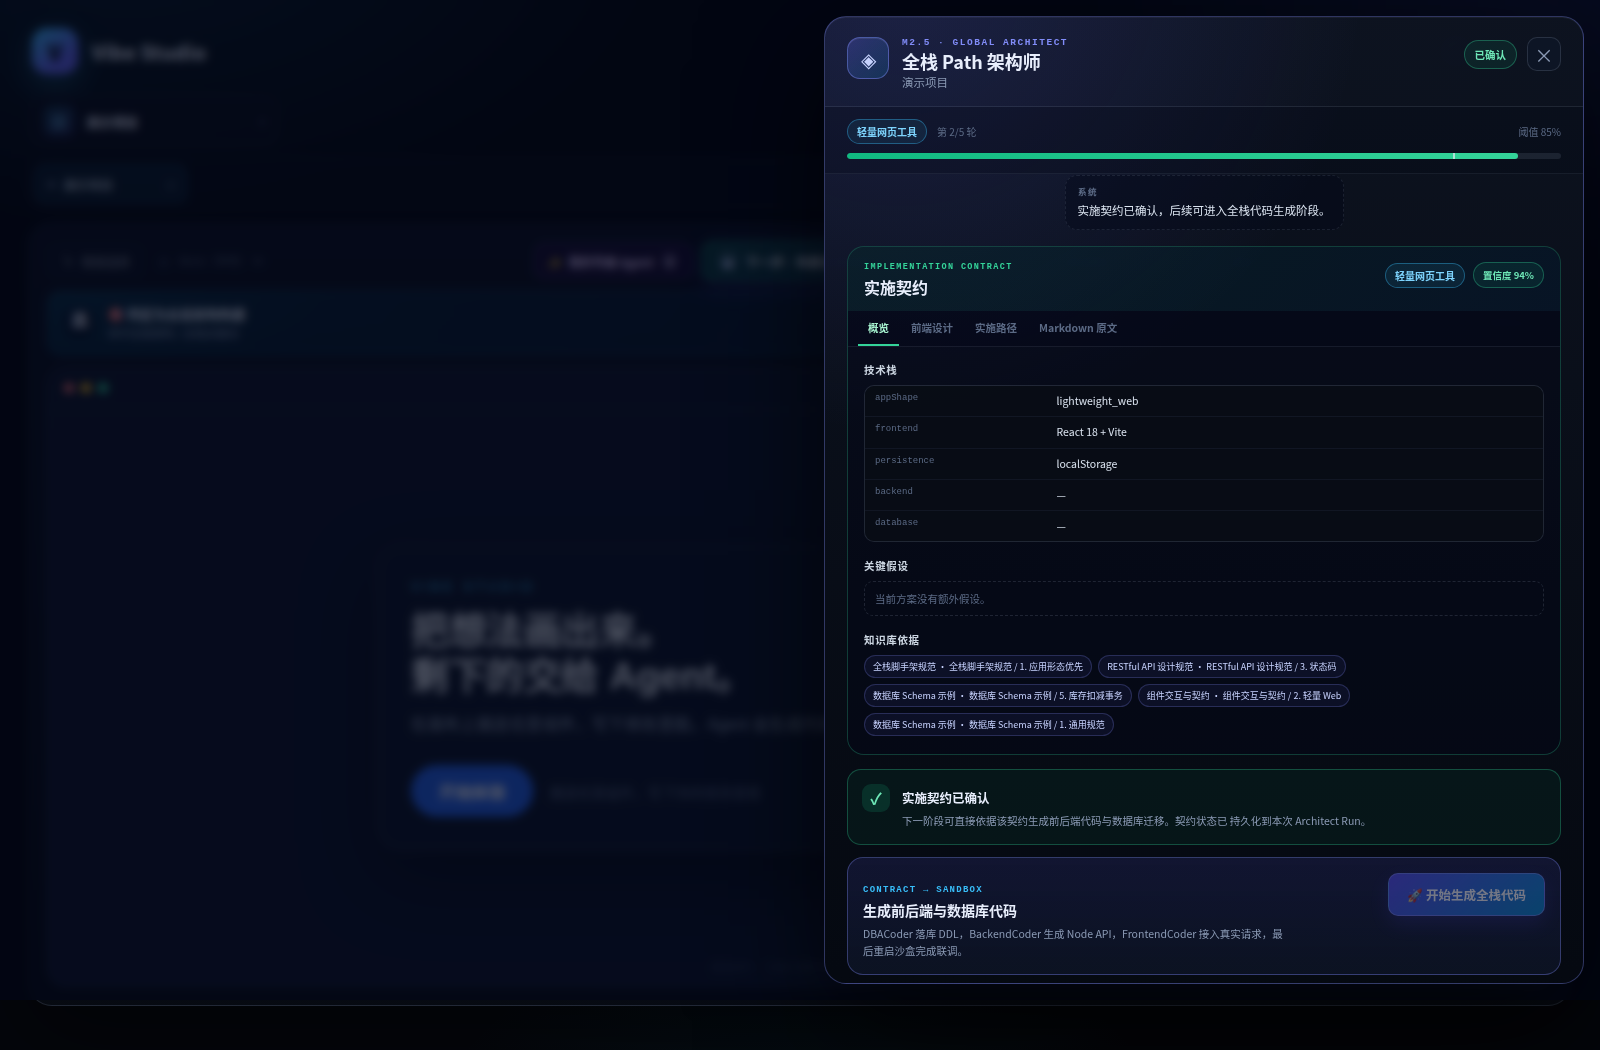 Vibe Studio
把想法画出来。
剩下的交给 Agent。
M2.5 · GLOBAL ARCHITECT
◈
全栈 Path 架构师
演示项目
已确认
轻量网页工具
第 2/5 轮
阈值 85%
系统
实施契约已确认，后续可进入全栈代码生成阶段。
IMPLEMENTATION CONTRACT
实施契约
轻量网页工具
置信度 94%
概览
前端设计
实施路径
Markdown 原文
技术栈
appShape
lightweight_web
frontend
React 18 + Vite
persistence
localStorage
backend
—
database
—
关键假设
当前方案没有额外假设。
知识库依据
全栈脚手架规范 · 全栈脚手架规范 / 1. 应用形态优先
RESTful API 设计规范 · RESTful API 设计规范 / 3. 状态码
数据库 Schema 示例 · 数据库 Schema 示例 / 5. 库存扣减事务
组件交互与契约 · 组件交互与契约 / 2. 轻量 Web
数据库 Schema 示例 · 数据库 Schema 示例 / 1. 通用规范
✓
实施契约已确认
下一阶段可直接依据该契约生成前后端代码与数据库迁移。契约状态已 持久化到本次 Architect Run。
CONTRACT → SANDBOX
生成前后端与数据库代码
DBACoder 落库 DDL，BackendCoder 生成 Node API，FrontendCoder 接入真实请求，最
后重启沙盒完成联调。
🚀 开始生成全栈代码